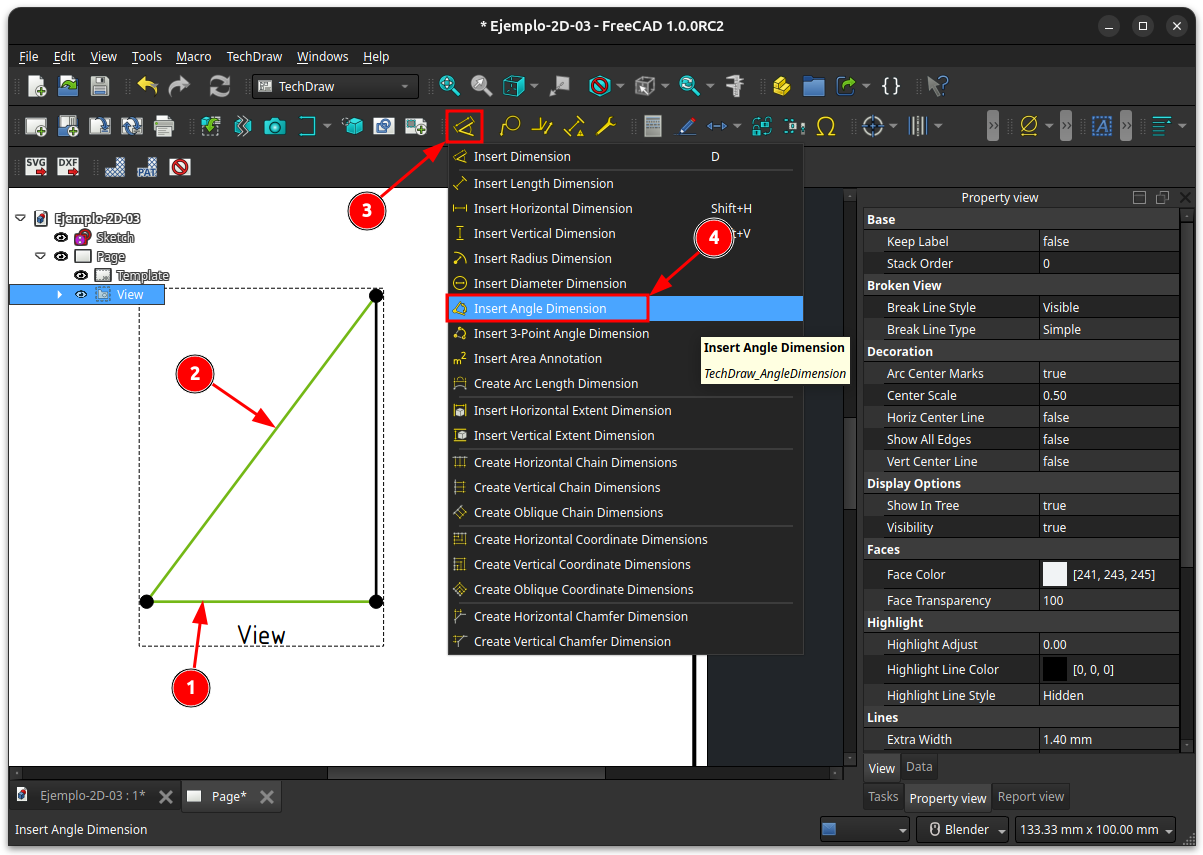 * Ejemplo-2D-03 - FreeCAD 1.0.0RC2
File Edit View Tools Macro TechDraw Windows Help
TechDraw
SVG DXF PAT
3
Insert Dimension D
Insert Length Dimension
Insert Horizontal Dimension Shift+H
Insert Vertical Dimension
4
Insert Radius Dimension
Insert Diameter Dimension
Insert Angle Dimension
Insert 3-Point Angle Dimension
Insert Area Annotation
Create Arc Length Dimension
Insert Horizontal Extent Dimension
Insert Vertical Extent Dimension
Create Horizontal Chain Dimensions
Create Vertical Chain Dimensions
Create Oblique Chain Dimensions
Create Horizontal Coordinate Dimensions
Create Vertical Coordinate Dimensions
Create Oblique Coordinate Dimensions
Create Horizontal Chamfer Dimension
Create Vertical Chamfer Dimension
Insert Angle Dimension
TechDraw_AngleDimension
Ejemplo-2D-03
Sketch
Page
Template
View
2
View
1
Property view
Base
Keep Label false
Stack Order 0
Broken View
Break Line Style Visible
Break Line Type Simple
Decoration
Arc Center Marks true
Center Scale 0.50
Horiz Center Line false
Show All Edges false
Vert Center Line false
Display Options
Show In Tree true
Visibility true
Faces
Face Color [241, 243, 245]
Face Transparency 100
Highlight
Highlight Adjust 0.00
Highlight Line Color [0, 0, 0]
Highlight Line Style Hidden
Lines
Extra Width 1.40 mm
View Data
Tasks Property view Report view
Ejemplo-2D-03 : 1* Page*
Insert Angle Dimension
Blender 133.33 mm x 100.00 mm